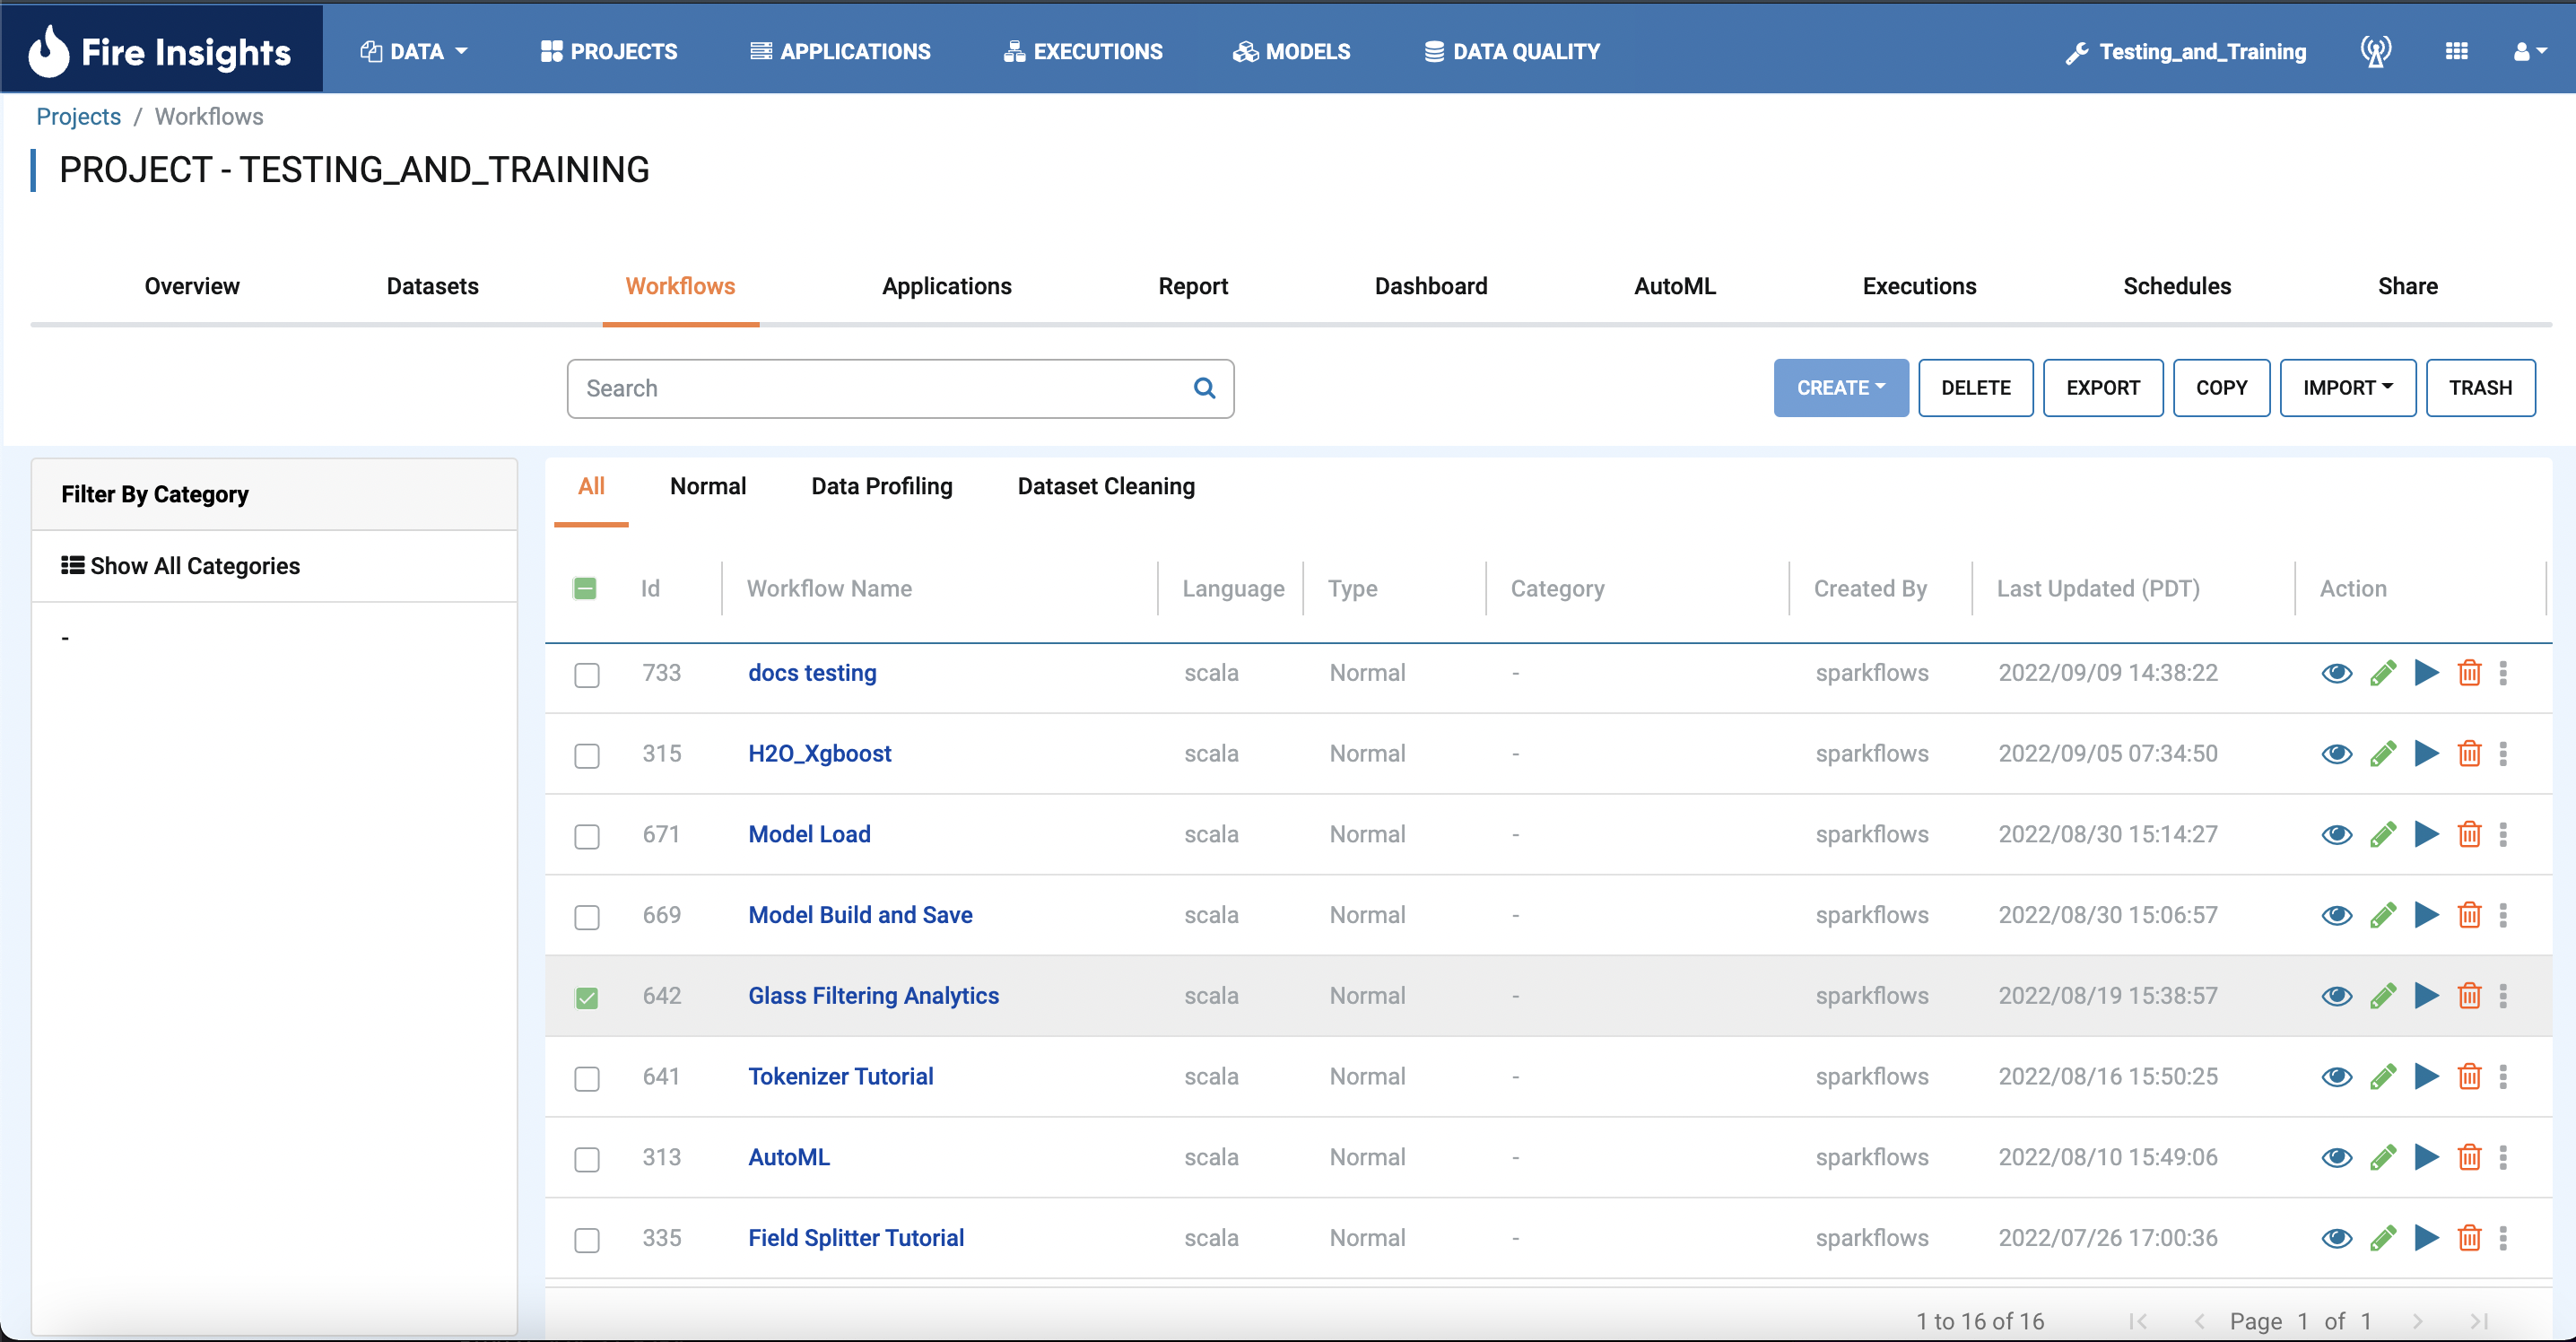 Fire Insights DATA PROJECTS APPLICATIONS EXECUTIONS MODELS DATA QUALITY Testing_and_Training
Projects / Workflows
PROJECT - TESTING_AND_TRAINING
Overview Datasets Workflows Applications Report Dashboard AutoML Executions Schedules Share
Search CREATE DELETE EXPORT COPY IMPORT TRASH
Filter By Category
Show All Categories
-
All Normal Data Profiling Dataset Cleaning
Id Workflow Name Language Type Category Created By Last Updated (PDT) Action
733 docs testing scala Normal - sparkflows 2022/09/09 14:38:22
315 H2O_Xgboost scala Normal - sparkflows 2022/09/05 07:34:50
671 Model Load scala Normal - sparkflows 2022/08/30 15:14:27
669 Model Build and Save scala Normal - sparkflows 2022/08/30 15:06:57
642 Glass Filtering Analytics scala Normal - sparkflows 2022/08/19 15:38:57
641 Tokenizer Tutorial scala Normal - sparkflows 2022/08/16 15:50:25
313 AutoML scala Normal - sparkflows 2022/08/10 15:49:06
335 Field Splitter Tutorial scala Normal - sparkflows 2022/07/26 17:00:36
1 to 16 of 16 Page 1 of 1